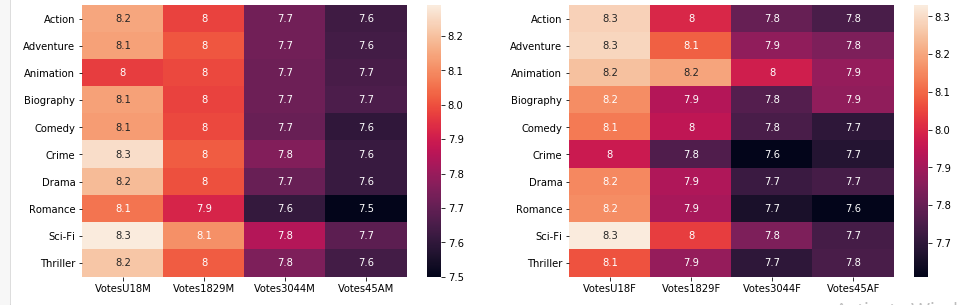 Action 8.2 8 7.7 7.6
Adventure 8.1 8 7.7 7.6
Animation 8 8 7.7 7.7
Biography 8.1 8 7.7 7.7
Comedy 8.1 8 7.7 7.6
Crime 8.3 8 7.8 7.6
Drama 8.2 8 7.7 7.6
Romance 8.1 7.9 7.6 7.5
Sci-Fi 8.3 8.1 7.8 7.7
Thriller 8.2 8 7.8 7.6
VotesU18M Votes1829M Votes3044M Votes45AM
8.2
8.1
8.0
7.9
7.8
7.7
7.6
7.5
Action 8.3 8 7.8 7.8
Adventure 8.3 8.1 7.9 7.8
Animation 8.2 8.2 8 7.9
Biography 8.2 7.9 7.8 7.9
Comedy 8.1 8 7.8 7.7
Crime 8 7.8 7.6 7.7
Drama 8.2 7.9 7.7 7.7
Romance 8.2 7.9 7.7 7.6
Sci-Fi 8.3 8 7.8 7.7
Thriller 8.1 7.9 7.7 7.8
VotesU18F Votes1829F Votes3044F Votes45AF
8.3
8.2
8.1
8.0
7.9
7.8
7.7